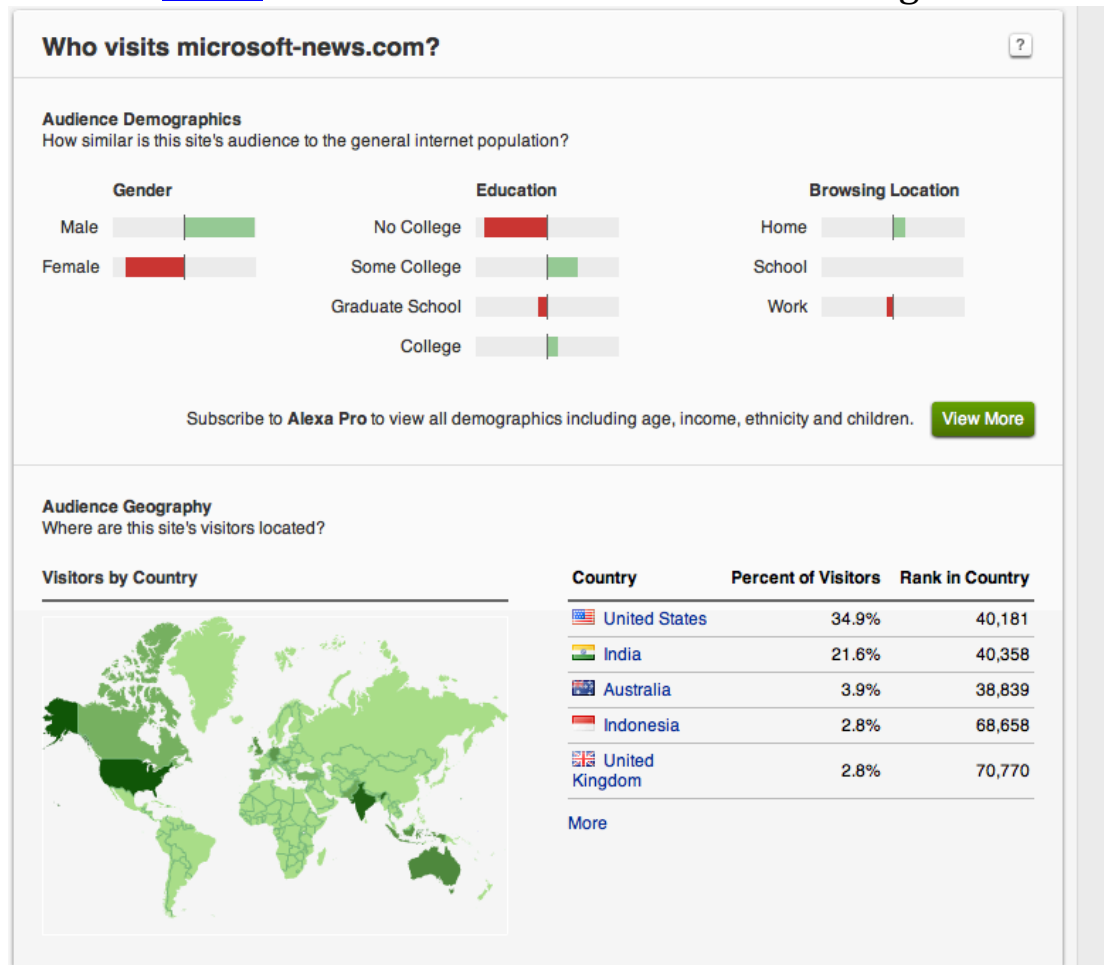 Who visits microsoft-news.com?
?
Audience Demographics
How similar is this site's audience to the general internet population?
Gender
Male
Female
Education
No College
Some College
Graduate School
College
Browsing Location
Home
School
Work
Subscribe to Alexa Pro to view all demographics including age, income, ethnicity and children.
View More
Audience Geography
Where are this site's visitors located?
Visitors by Country
Country Percent of Visitors Rank in Country
United States 34.9% 40,181
India 21.6% 40,358
Australia 3.9% 38,839
Indonesia 2.8% 68,658
United
Kingdom 2.8% 70,770
More